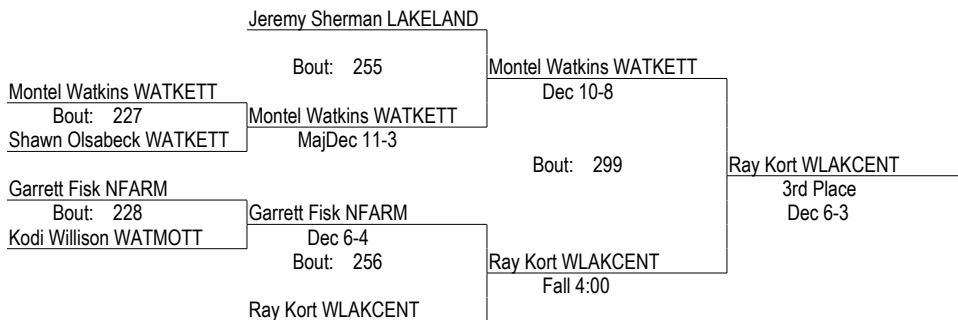 Jeremy Sherman LAKELAND
Bout: 255
Montel Watkins WATKETT
Dec 10-8
Montel Watkins WATKETT
Bout: 227
Shawn Olsabeck WATKETT
Montel Watkins WATKETT
MajDec 11-3
Bout: 299
Ray Kort WLAKCENT
3rd Place
Dec 6-3
Garrett Fisk NFARM
Bout: 228
Kodi Willison WATMOTT
Garrett Fisk NFARM
Dec 6-4
Bout: 256
Ray Kort WLAKCENT
Fall 4:00
Ray Kort WLAKCENT